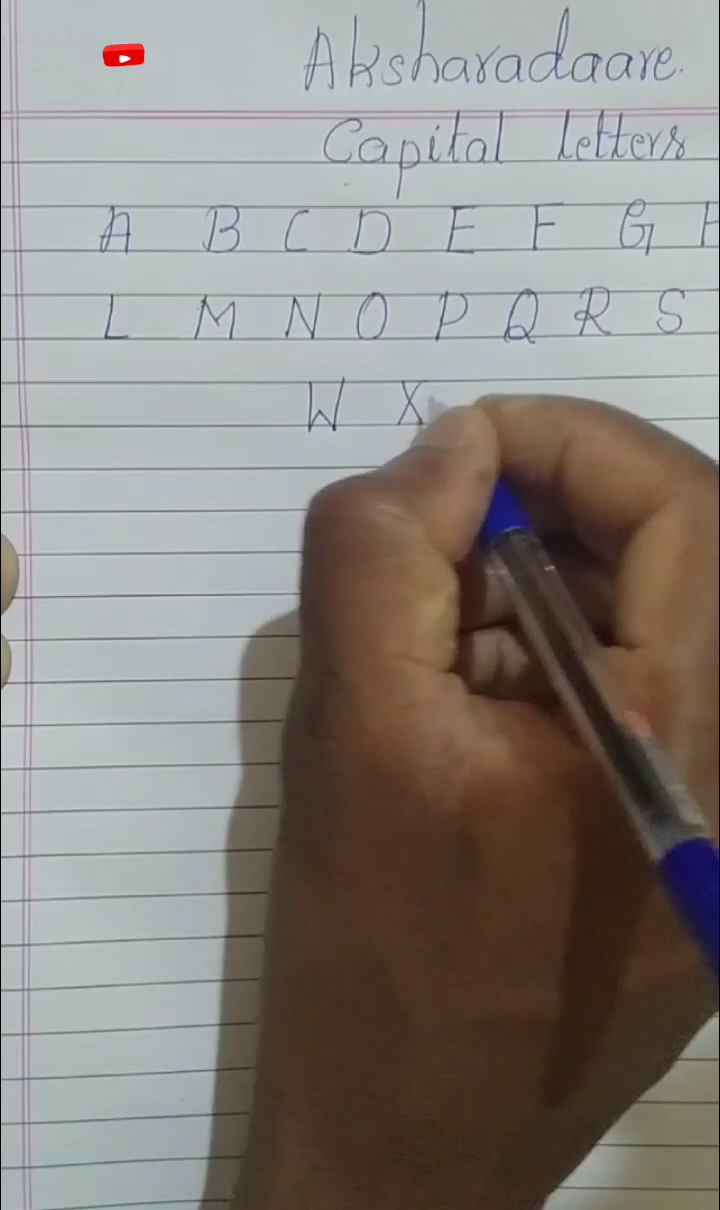 Aksharadaare.
Capital letters
A B C D E F G H
L M N O P Q R S
W X